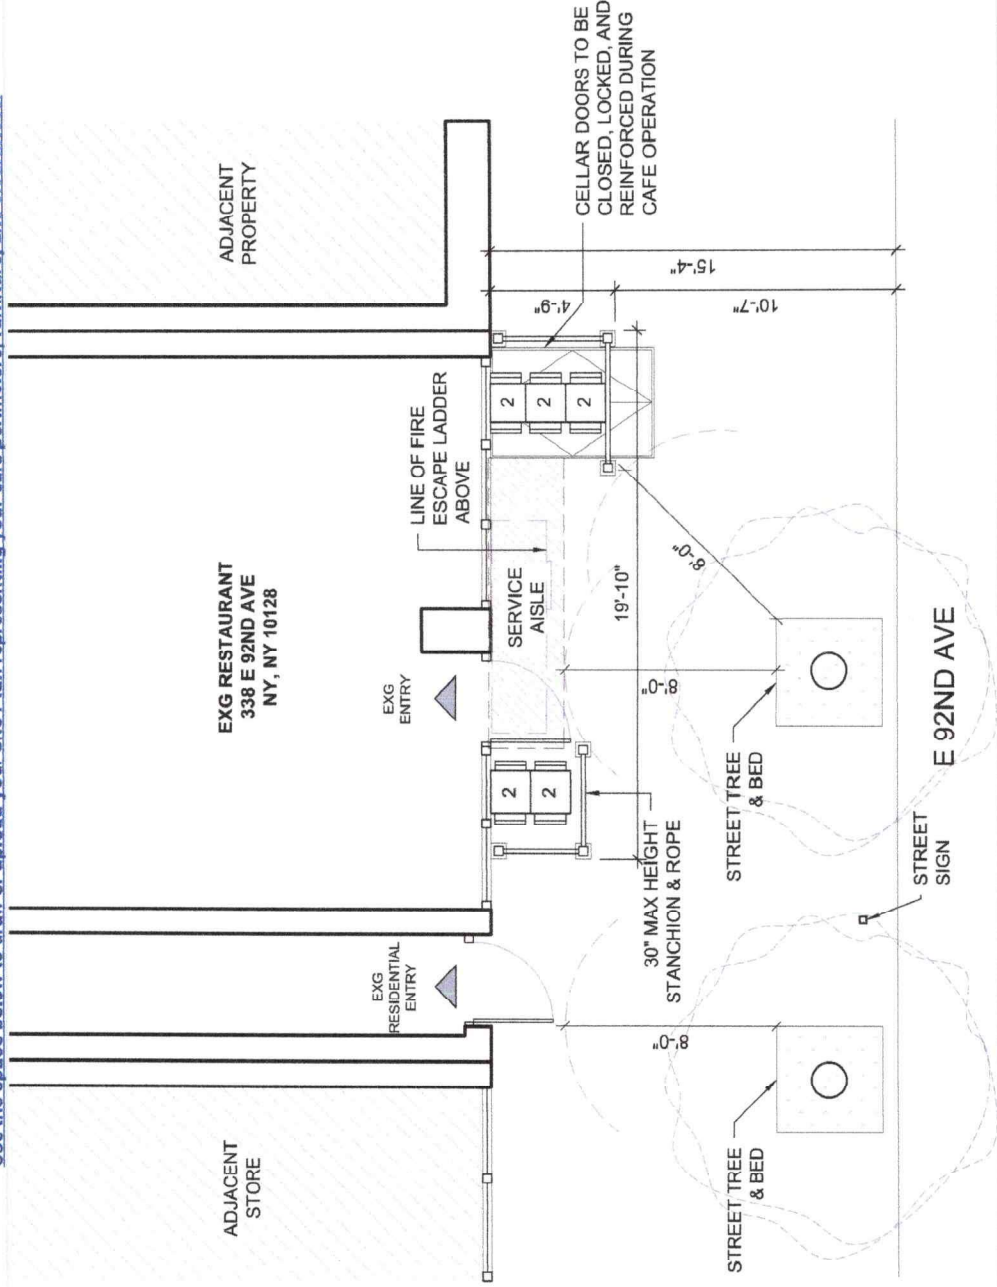 ADJACENT
STORE
ADJACENT
PROPERTY
EXG RESTAURANT
338 E 92ND AVE
NY, NY 10128
EXG
RESIDENTIAL
ENTRY
EXG
ENTRY
LINE OF FIRE
ESCAPE LADDER
ABOVE
SERVICE
AISLE
2
2
2
2
2
CELLAR DOORS TO BE
CLOSED, LOCKED, AND
REINFORCED DURING
CAFE OPERATION
4'-9"
15'-4"
10'-7"
19'-10"
8'-0"
8'-0"
8'-0"
30" MAX HEIGHT
STANCHION & ROPE
STREET TREE
& BED
STREET TREE
& BED
STREET
SIGN
E 92ND AVE